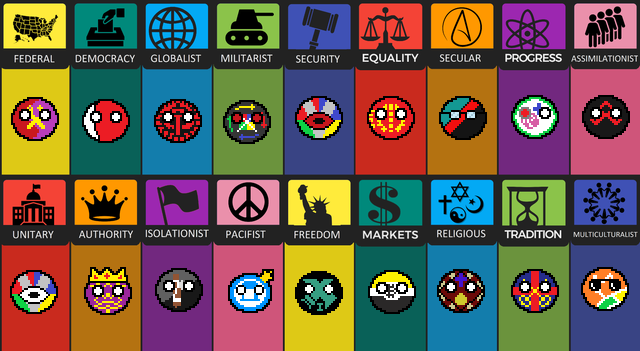 FEDERAL
DEMOCRACY
GLOBALIST
MILITARIST
SECURITY
EQUALITY
SECULAR
PROGRESS
ASSIMILATIONIST
UNITARY
AUTHORITY
ISOLATIONIST
PACIFIST
FREEDOM
MARKETS
RELIGIOUS
TRADITION
MULTICULTURALIST